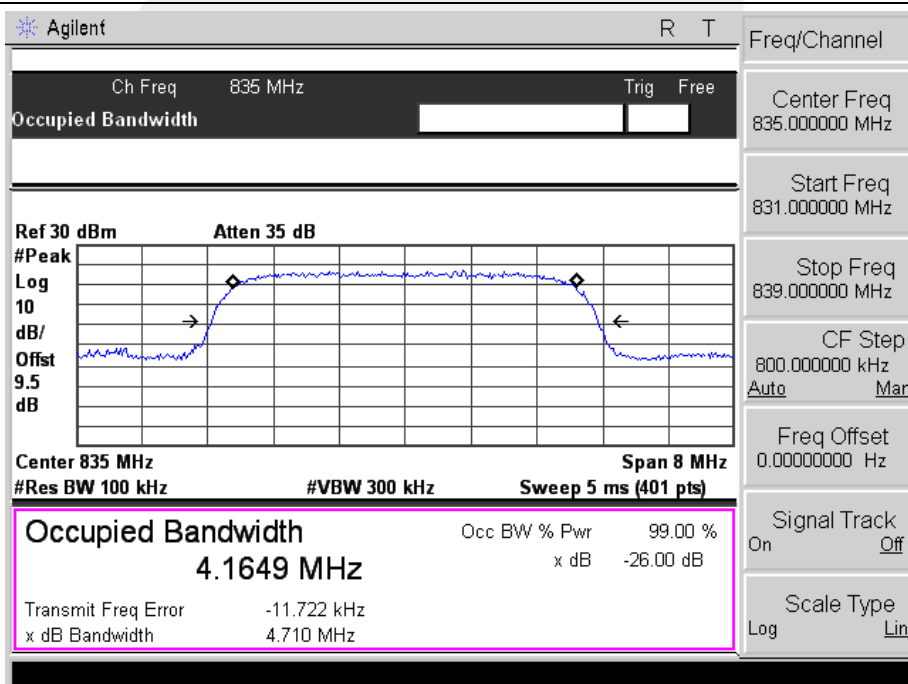 Agilent R T
Ch Freq 835 MHz Trig Free
Occupied Bandwidth
Ref 30 dBm Atten 35 dB
#Peak
Log
10
dB/
Offst
9.5
dB
Center 835 MHz Span 8 MHz
#Res BW 100 kHz #VBW 300 kHz Sweep 5 ms (401 pts)
Occupied Bandwidth
4.1649 MHz
Occ BW % Pwr 99.00 %
x dB -26.00 dB
Transmit Freq Error -11.722 kHz
x dB Bandwidth 4.710 MHz
Freq/Channel
Center Freq
835.000000 MHz
Start Freq
831.000000 MHz
Stop Freq
839.000000 MHz
CF Step
800.000000 kHz
Auto Man
Freq Offset
0.00000000 Hz
Signal Track
On Off
Scale Type
Log Lin